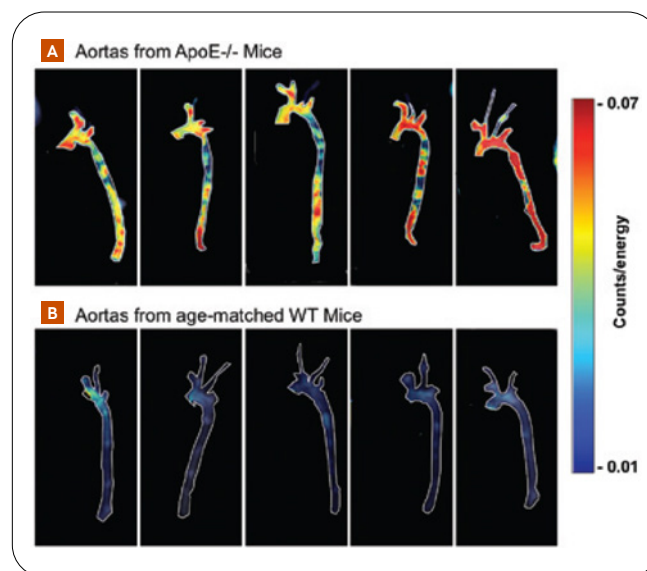 A Aortas from ApoE-/- Mice
- 0.07
Counts/energy
- 0.01
B Aortas from age-matched WT Mice